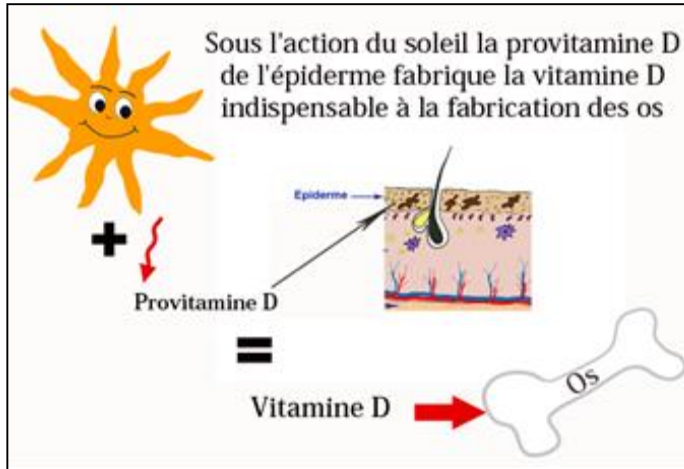 Sous l'action du soleil la provitamine D
de l'épiderme fabrique la vitamine D
indispensable à la fabrication des os
Epiderme
+
Provitamine D
=
Vitamine D
Os